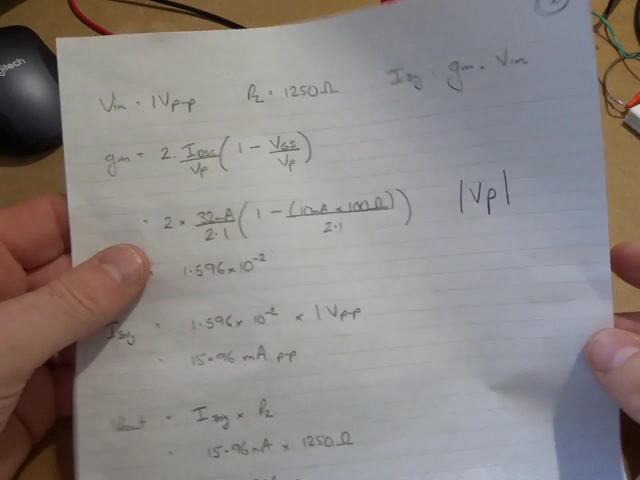 ogitech
Vin = 1Vp-p RL = 1250Ω Isig = gm × Vin
gm = 2 · IDSS/Vp (1 − VGS/Vp)
= 2 × 32mA/2.1 (1 − (10mA × 100Ω)/2.1) |Vp|
= 1.596 × 10⁻²
Isig = 1.596 × 10⁻² × 1Vp-p
= 15.96 mA pp
= Isig × RL
= 15.96mA × 1250Ω